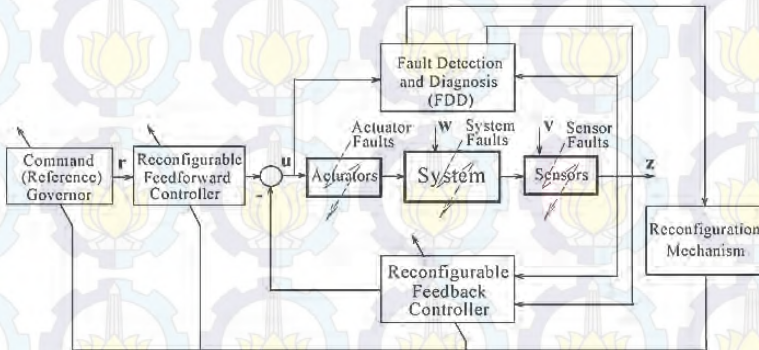 Fault Detection
and Diagnosis
(FDD)
Actuator
Faults
w
System
Faults
v
Sensor
Faults
Command
(Reference)
Governor
r
Reconfigurable
Feedforward
Controller
-
u
Actuators
System
Sensors
z
Reconfiguration
Mechanism
Reconfigurable
Feedback
Controller